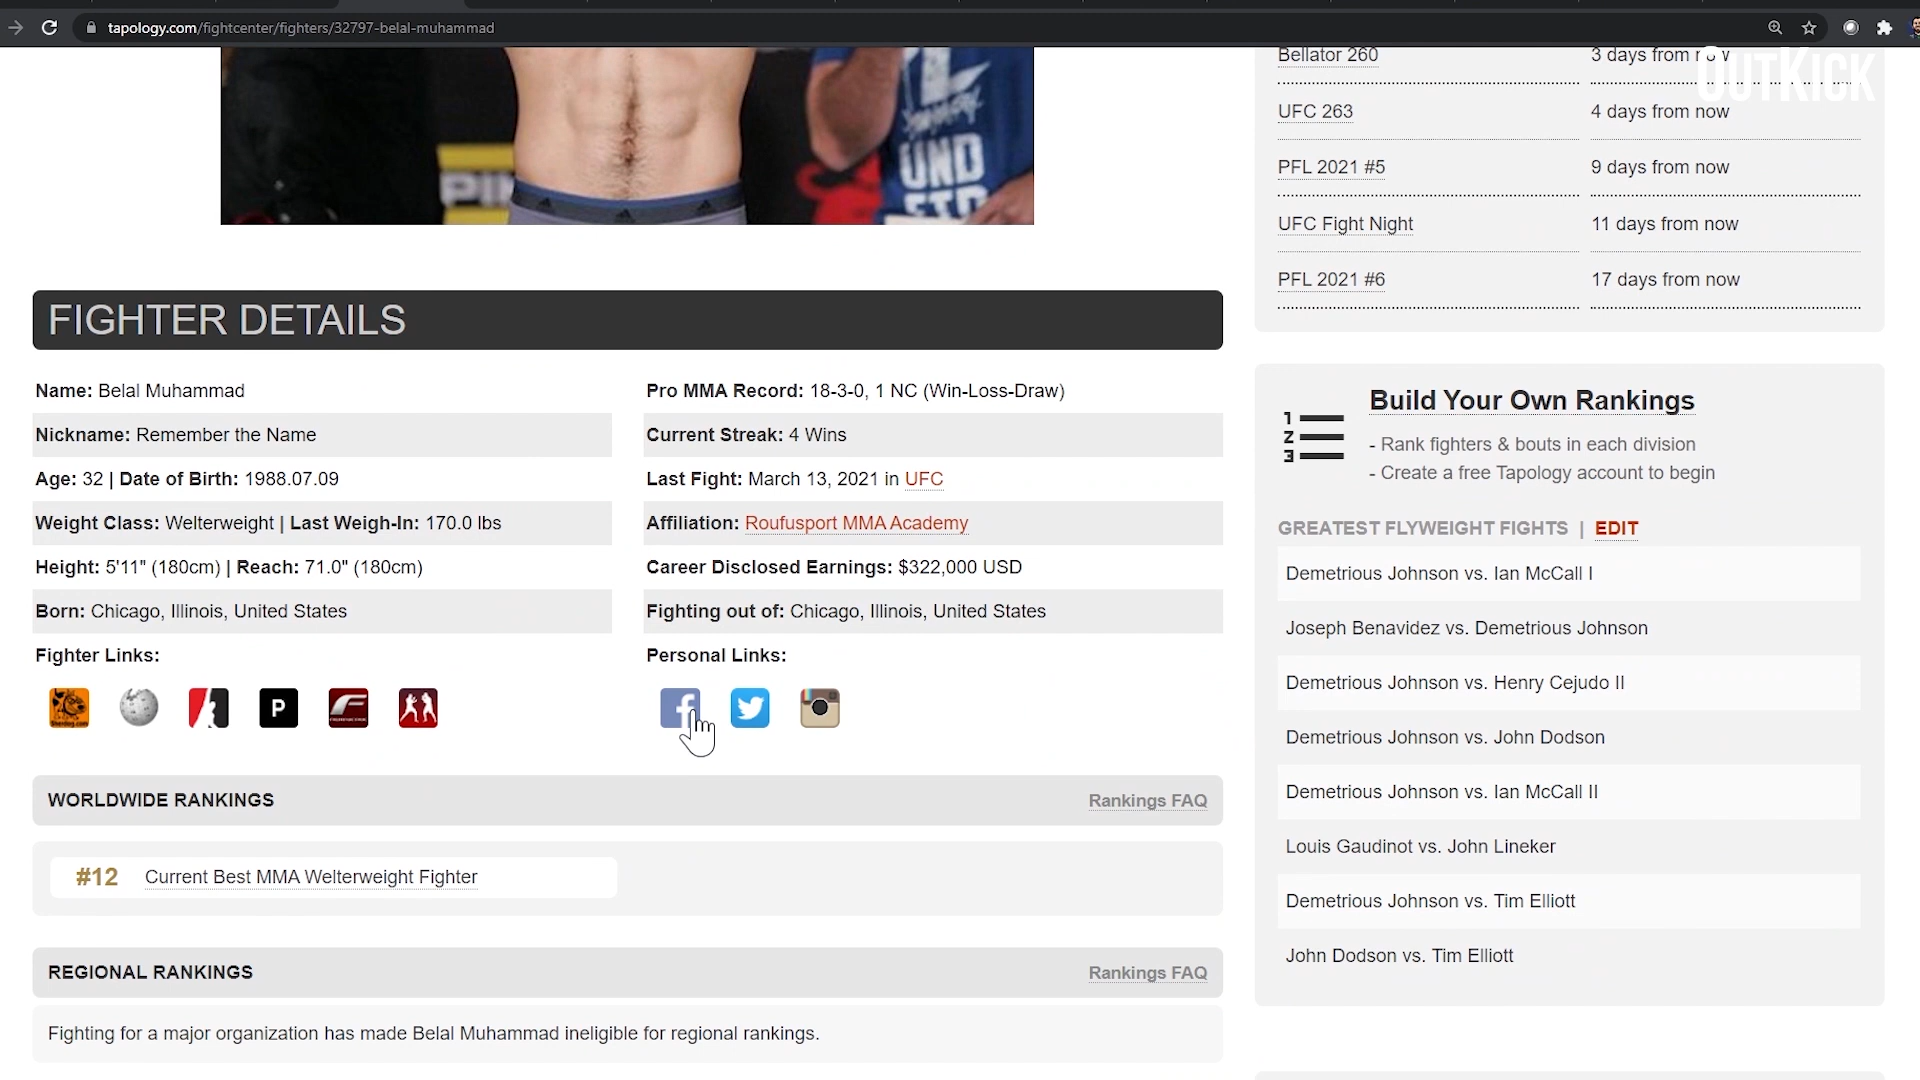 tapology.com/fightcenter/fighters/32797-belal-muhammad
OUTKICK
Bellator 260
3 days from now
UFC 263
4 days from now
UND
PFL 2021 #5
9 days from now
UFC Fight Night
11 days from now
PFL 2021 #6
17 days from now
FIGHTER DETAILS
Name: Belal Muhammad
Pro MMA Record: 18-3-0, 1 NC (Win-Loss-Draw)
Nickname: Remember the Name
Current Streak: 4 Wins
Age: 32 | Date of Birth: 1988.07.09
Last Fight: March 13, 2021 in UFC
Weight Class: Welterweight | Last Weigh-In: 170.0 lbs
Affiliation: Roufusport MMA Academy
Height: 5'11" (180cm) | Reach: 71.0" (180cm)
Career Disclosed Earnings: $322,000 USD
Born: Chicago, Illinois, United States
Fighting out of: Chicago, Illinois, United States
Fighter Links:
Personal Links:
P
f
WORLDWIDE RANKINGS
Rankings FAQ
#12 Current Best MMA Welterweight Fighter
REGIONAL RANKINGS
Rankings FAQ
Fighting for a major organization has made Belal Muhammad ineligible for regional rankings.
Build Your Own Rankings
1
2
3
- Rank fighters & bouts in each division
- Create a free Tapology account to begin
GREATEST FLYWEIGHT FIGHTS | EDIT
Demetrious Johnson vs. Ian McCall I
Joseph Benavidez vs. Demetrious Johnson
Demetrious Johnson vs. Henry Cejudo II
Demetrious Johnson vs. John Dodson
Demetrious Johnson vs. Ian McCall II
Louis Gaudinot vs. John Lineker
Demetrious Johnson vs. Tim Elliott
John Dodson vs. Tim Elliott